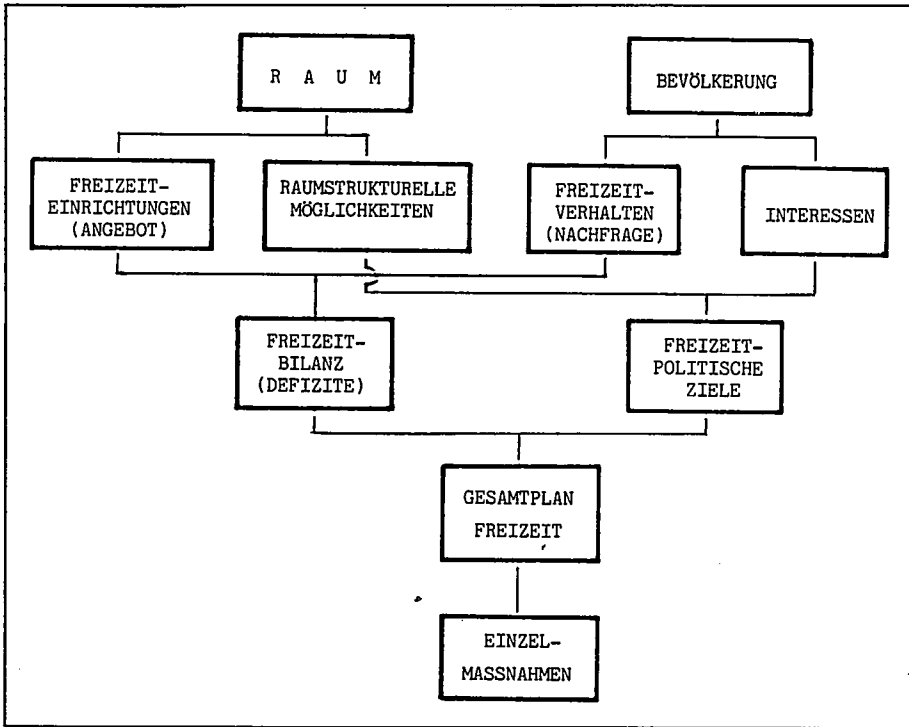 R A U M
BEVÖLKERUNG
FREIZEIT-
EINRICHTUNGEN
(ANGEBOT)
RAUMSTRUKTURELLE
MÖGLICHKEITEN
FREIZEIT-
VERHALTEN
(NACHFRAGE)
INTERESSEN
FREIZEIT-
BILANZ
(DEFIZITE)
FREIZEIT-
POLITISCHE
ZIELE
GESAMTPLAN
FREIZEIT
EINZEL-
MASSNAHMEN